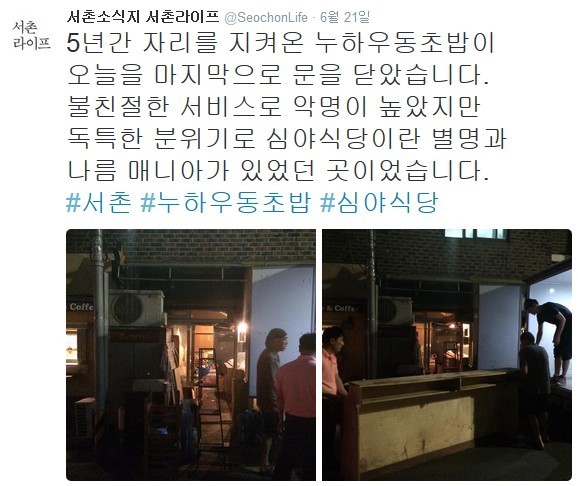 서촌
라이프
서촌소식지 서촌라이프 @SeochonLife · 6월 21일
5년간 자리를 지켜온 누하우동초밥이
오늘을 마지막으로 문을 닫았습니다.
불친절한 서비스로 악명이 높았지만
독특한 분위기로 심야식당이란 별명과
나름 매니아가 있었던 곳이었습니다.
#서촌 #누하우동초밥 #심야식당
& Coffe
& Coffee